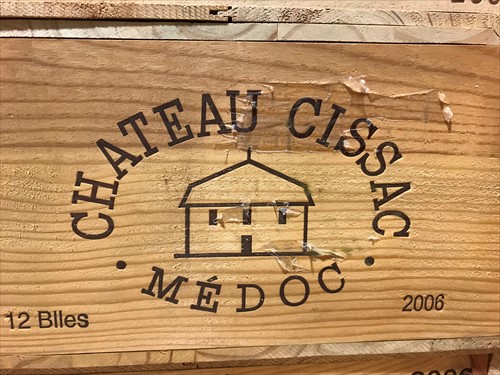 CHATEAU CISSAC
• MÉDOC •
12 Blles
2006